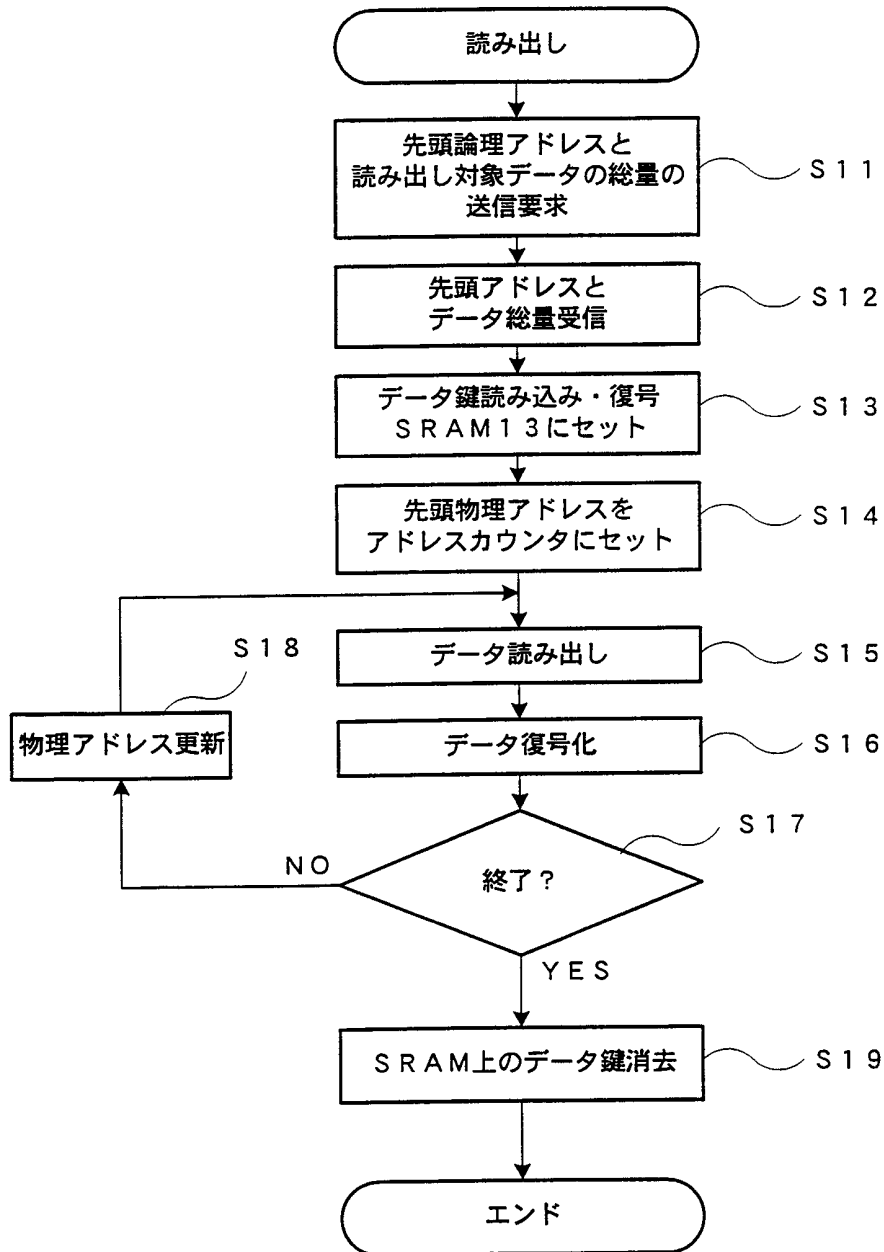 読み出し
先頭論理アドレスと
読み出し対象データの総量の
送信要求
S11
先頭アドレスと
データ総量受信
S12
データ鍵読み込み・復号
SRAM13にセット
S13
先頭物理アドレスを
アドレスカウンタにセット
S14
データ読み出し
S15
S18
物理アドレス更新
データ復号化
S16
S17
終了？
NO
YES
SRAM上のデータ鍵消去
S19
エンド